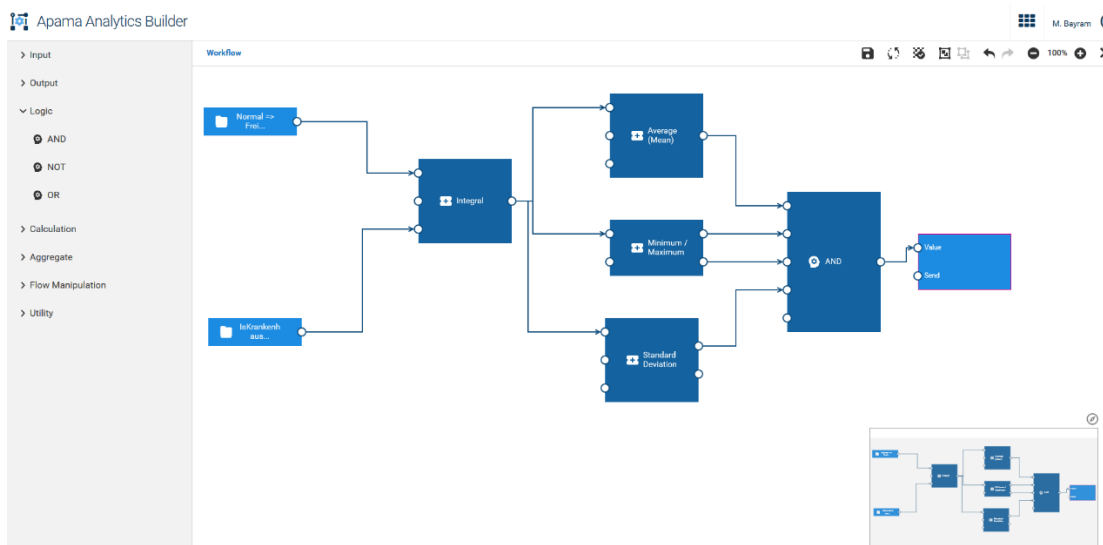 Apama Analytics Builder
M. Bayram
Input
Output
Logic
AND
NOT
OR
Calculation
Aggregate
Flow Manipulation
Utility
Workflow
100%
Normal =>
Frei...
IsKrankenh
aus...
Integral
Average
(Mean)
Minimum /
Maximum
Standard
Deviation
AND
Value
Send